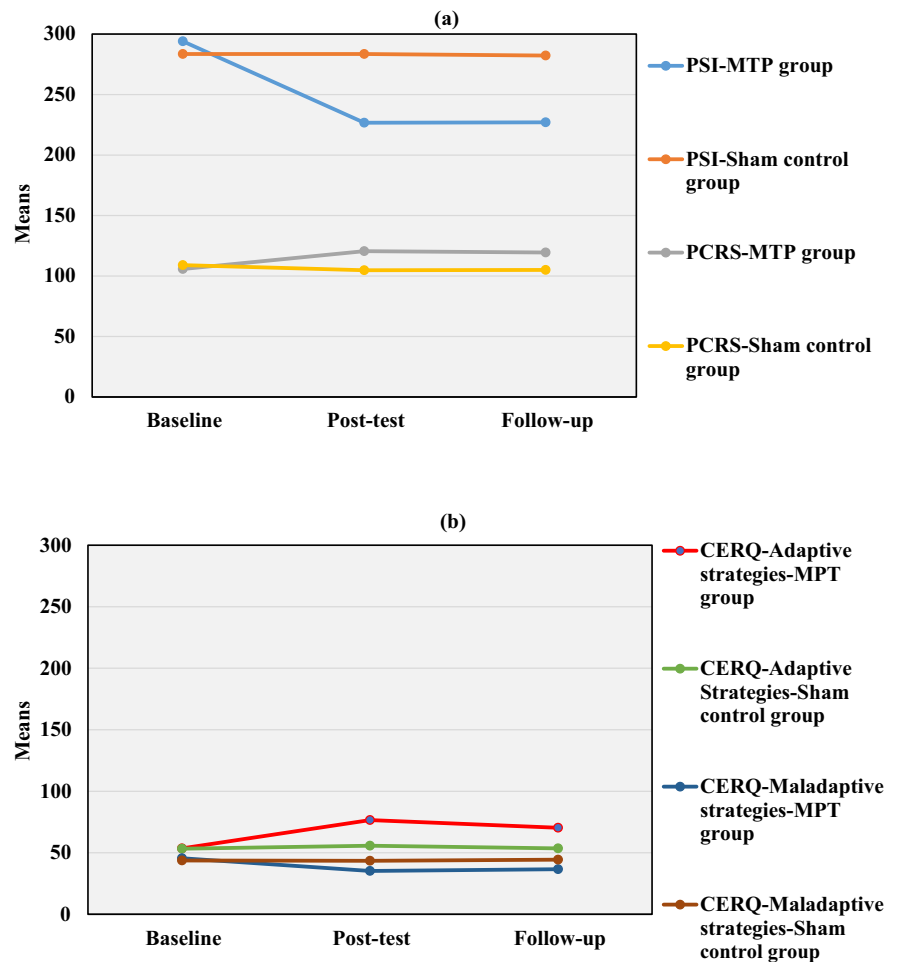 (a)
300
250
200
150
100
50
0
Means
Baseline
Post-test
Follow-up
PSI-MTP group
PSI-Sham control
group
PCRS-MTP group
PCRS-Sham control
group
(b)
300
250
200
150
100
50
0
Means
Baseline
Post-test
Follow-up
CERQ-Adaptive
strategies-MPT
group
CERQ-Adaptive
Strategies-Sham
control group
CERQ-Maladaptive
strategies-MPT
group
CERQ-Maladaptive
strategies-Sham
control group